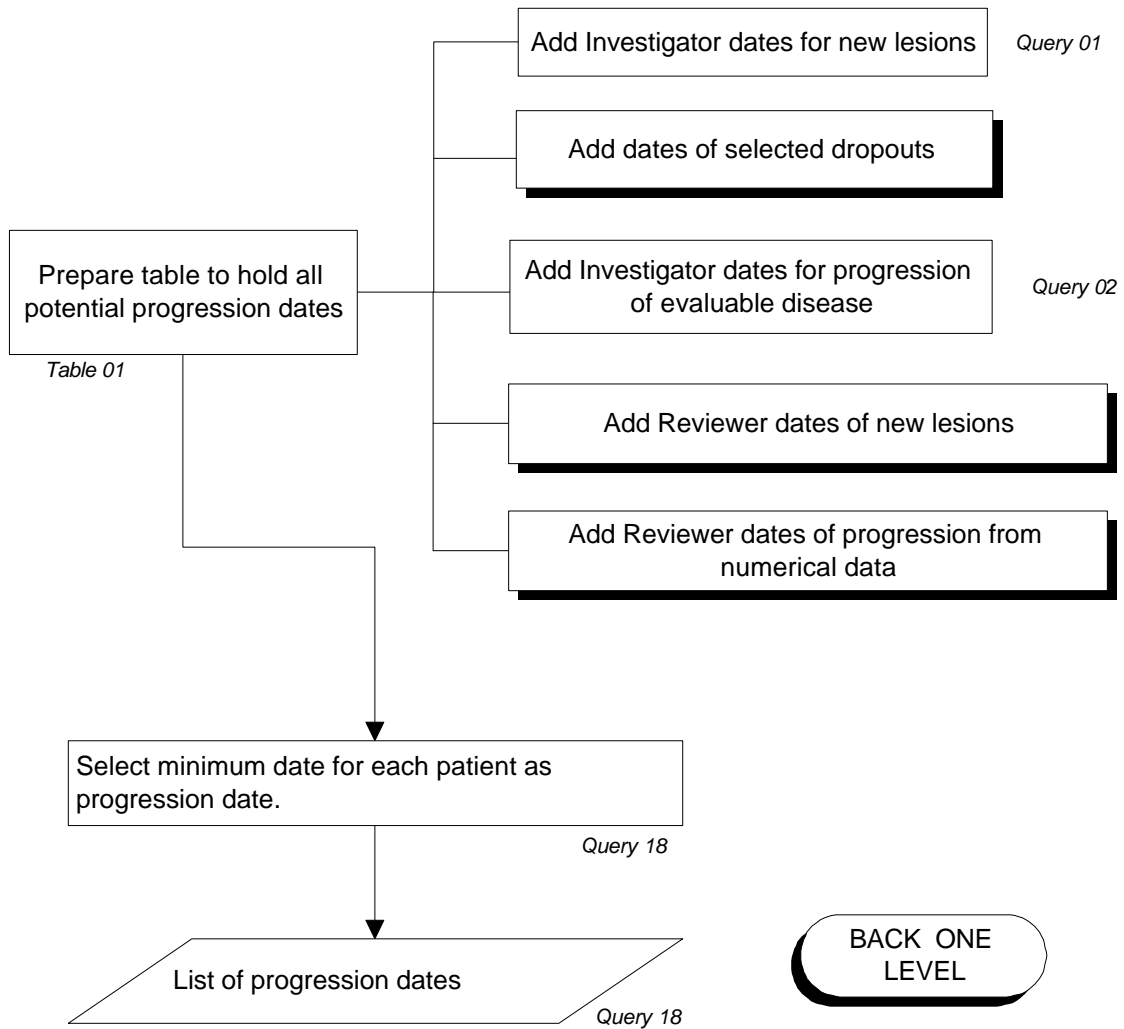 Add Investigator dates for new lesions
Query 01
Add dates of selected dropouts
Prepare table to hold all
potential progression dates
Table 01
Add Investigator dates for progression
of evaluable disease
Query 02
Add Reviewer dates of new lesions
Add Reviewer dates of progression from
numerical data
Select minimum date for each patient as
progression date.
Query 18
List of progression dates
Query 18
BACK ONE
LEVEL